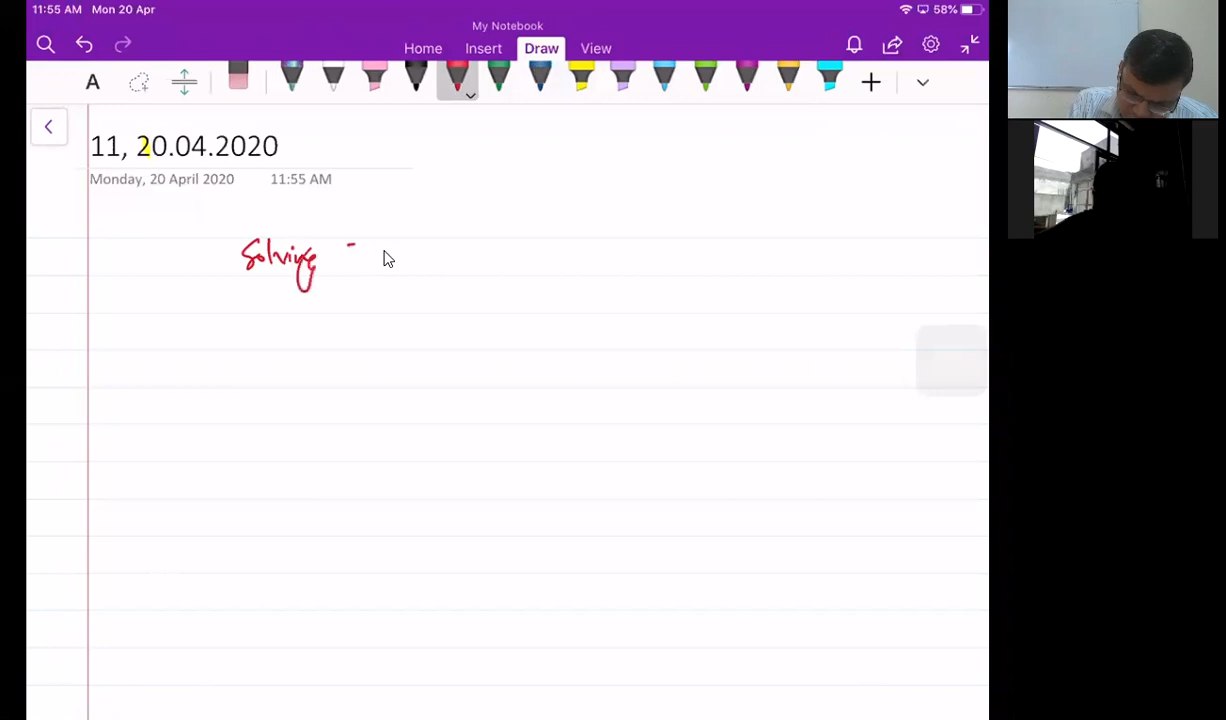 11:55 AM Mon 20 Apr 58%
My Notebook
Home Insert Draw View
A
11, 20.04.2020
Monday, 20 April 2020 11:55 AM
Solving